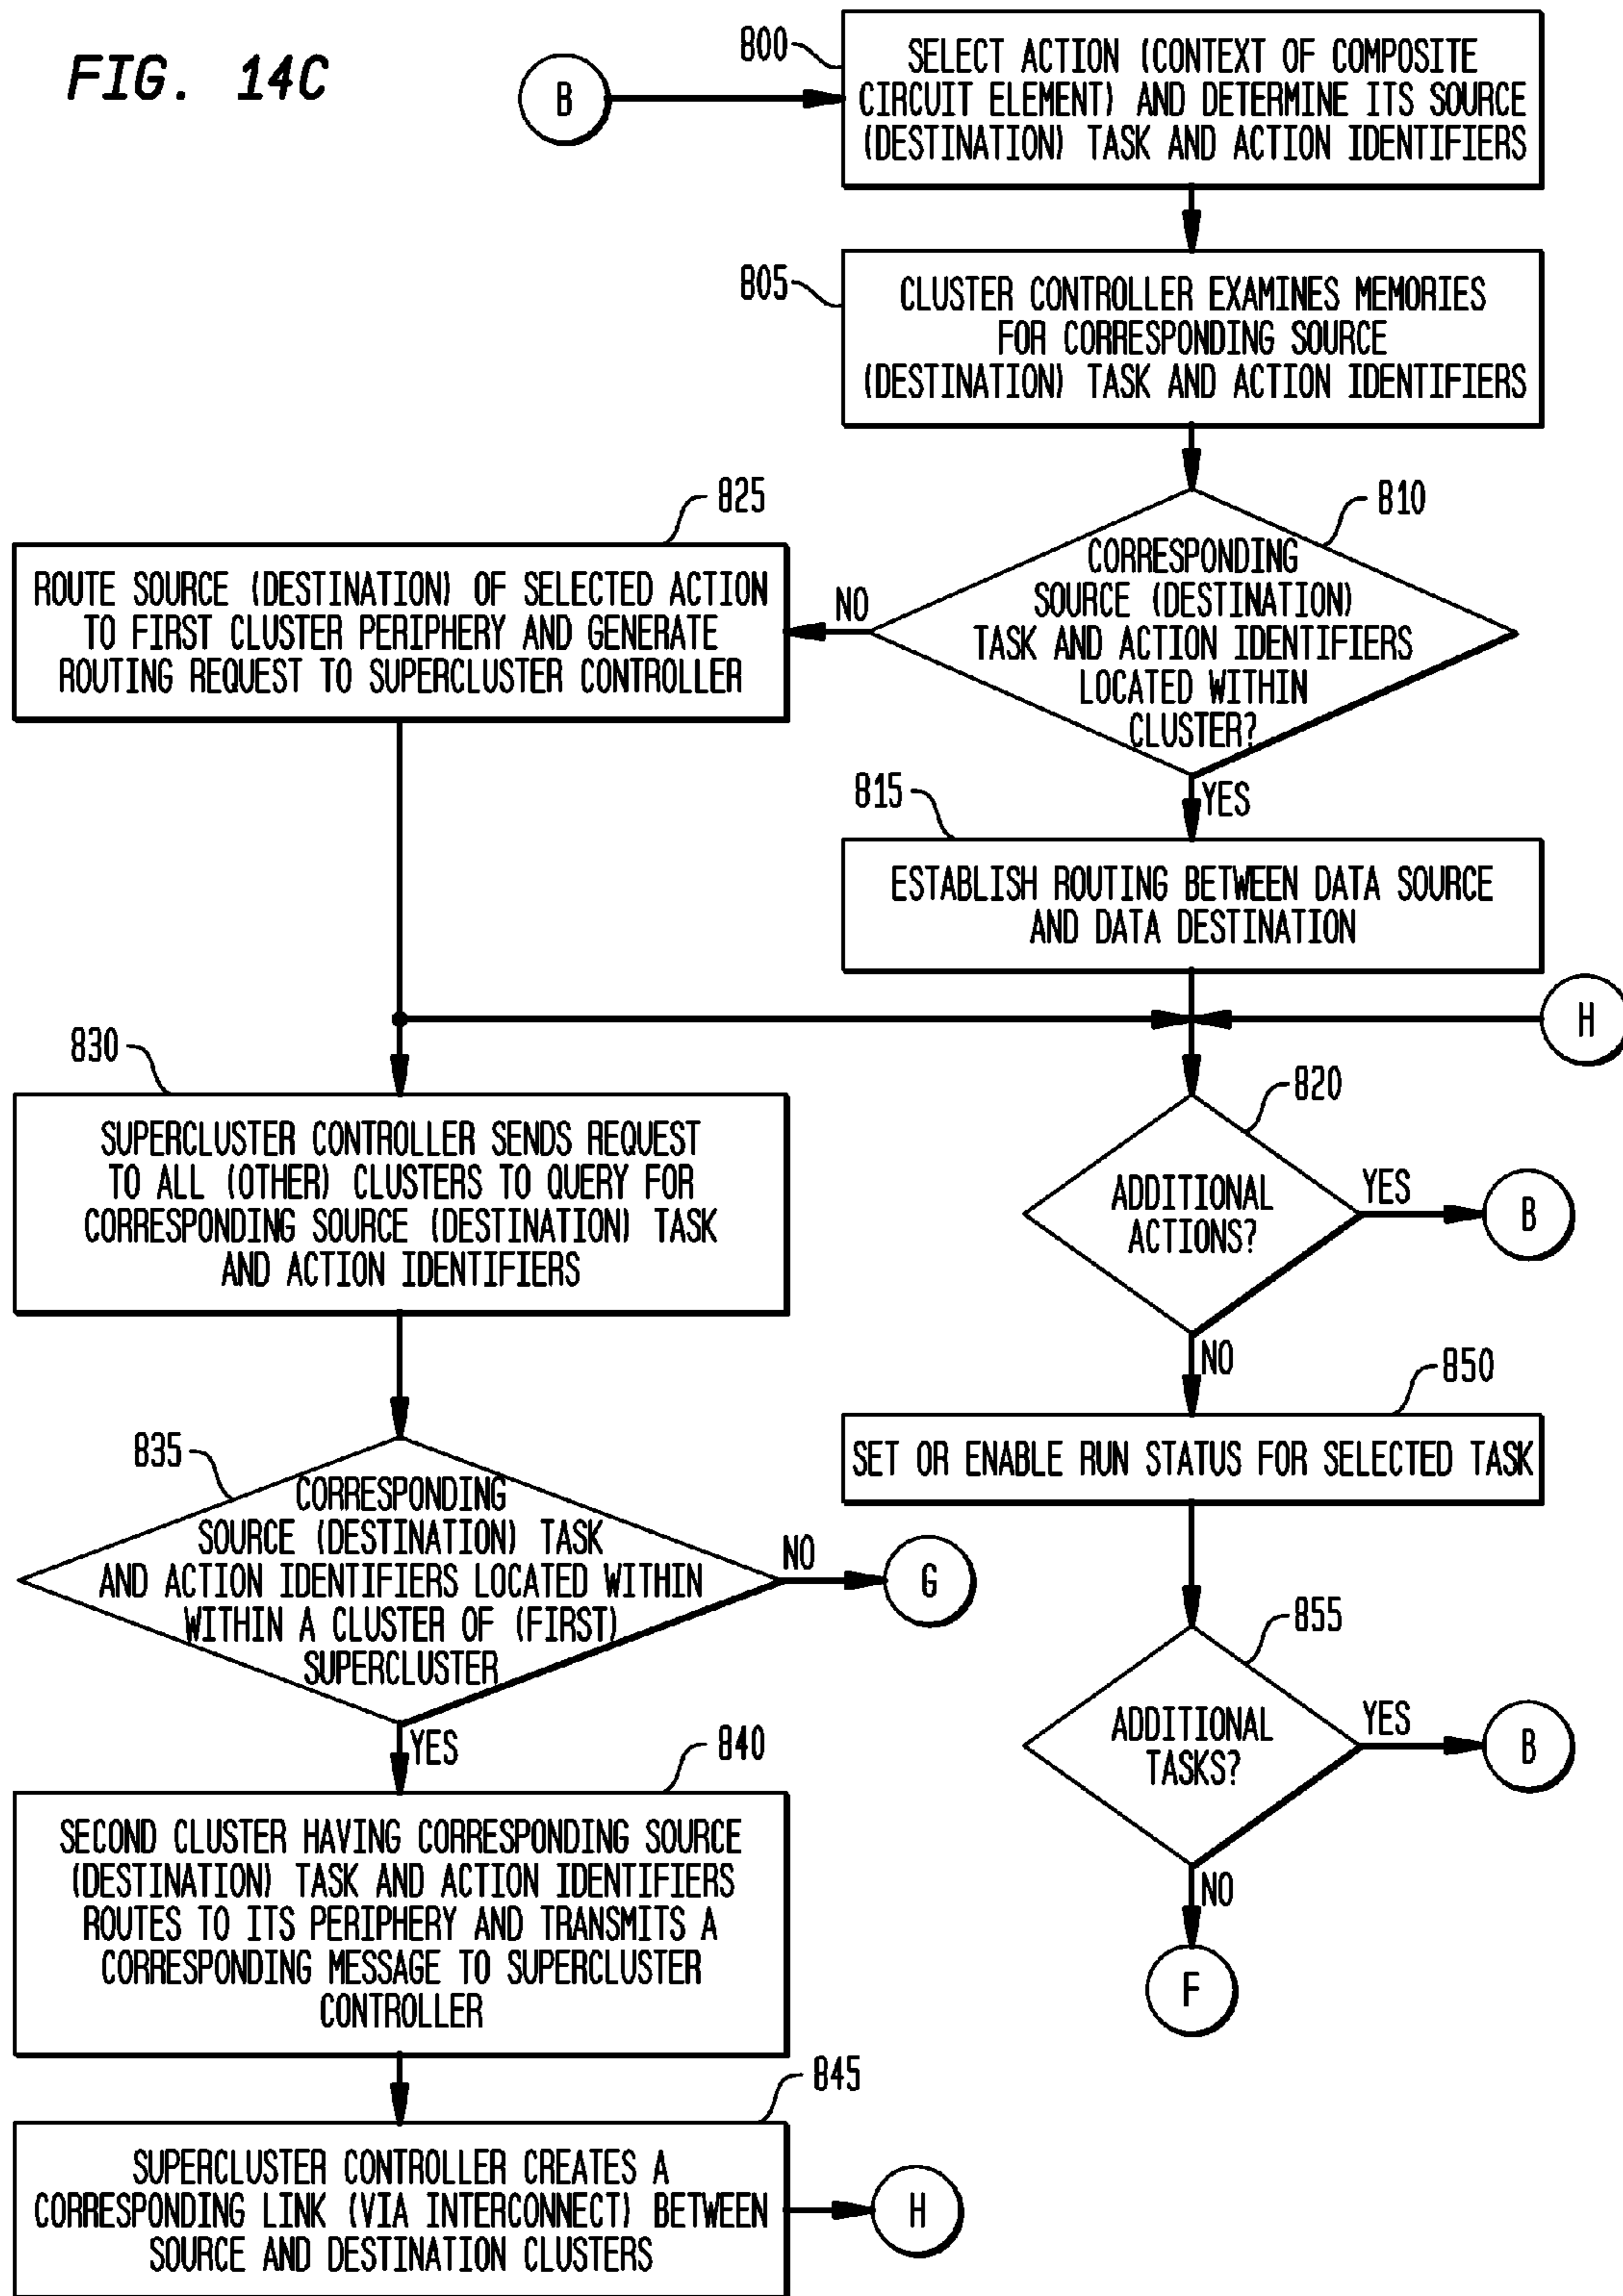 FIG. 14C
B
800
SELECT ACTION (CONTEXT OF COMPOSITE
CIRCUIT ELEMENT) AND DETERMINE ITS SOURCE
(DESTINATION) TASK AND ACTION IDENTIFIERS
805
CLUSTER CONTROLLER EXAMINES MEMORIES
FOR CORRESPONDING SOURCE
(DESTINATION) TASK AND ACTION IDENTIFIERS
810
CORRESPONDING
SOURCE (DESTINATION)
TASK AND ACTION IDENTIFIERS
LOCATED WITHIN
CLUSTER?
NO
825
ROUTE SOURCE (DESTINATION) OF SELECTED ACTION
TO FIRST CLUSTER PERIPHERY AND GENERATE
ROUTING REQUEST TO SUPERCLUSTER CONTROLLER
YES
815
ESTABLISH ROUTING BETWEEN DATA SOURCE
AND DATA DESTINATION
H
830
SUPERCLUSTER CONTROLLER SENDS REQUEST
TO ALL (OTHER) CLUSTERS TO QUERY FOR
CORRESPONDING SOURCE (DESTINATION) TASK
AND ACTION IDENTIFIERS
820
ADDITIONAL
ACTIONS?
YES
B
NO
850
SET OR ENABLE RUN STATUS FOR SELECTED TASK
835
CORRESPONDING
SOURCE (DESTINATION) TASK
AND ACTION IDENTIFIERS LOCATED WITHIN
WITHIN A CLUSTER OF (FIRST)
SUPERCLUSTER
NO
G
YES
855
ADDITIONAL
TASKS?
YES
B
NO
F
840
SECOND CLUSTER HAVING CORRESPONDING SOURCE
(DESTINATION) TASK AND ACTION IDENTIFIERS
ROUTES TO ITS PERIPHERY AND TRANSMITS A
CORRESPONDING MESSAGE TO SUPERCLUSTER
CONTROLLER
845
SUPERCLUSTER CONTROLLER CREATES A
CORRESPONDING LINK (VIA INTERCONNECT) BETWEEN
SOURCE AND DESTINATION CLUSTERS
H